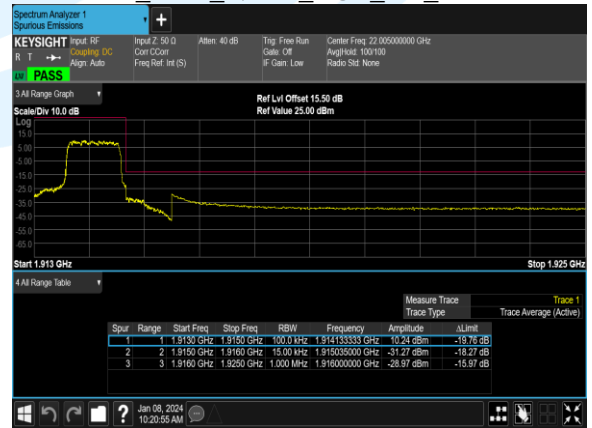 Spectrum Analyzer 1
Spurious Emissions
KEYSIGHT Input: RF Input Z: 50 Ω Atten: 40 dB Trig: Free Run Center Freq: 22.005000000 GHz
R T Coupling: DC Corr CCorr Gate: Off Avg|Hold: 100/100
Align: Auto Freq Ref: Int (S) IF Gain: Low Radio Std: None
LV PASS
3 All Range Graph
Ref Lvl Offset 15.50 dB
Scale/Div 10.0 dB Ref Value 25.00 dBm
Log
15.0
5.00
-5.00
-15.0
-25.0
-35.0
-45.0
-55.0
-65.0
Start 1.913 GHz Stop 1.925 GHz
4 All Range Table
Measure Trace Trace 1
Trace Type Trace Average (Active)
Spur Range Start Freq Stop Freq RBW Frequency Amplitude ΔLimit
1 1 1.9130 GHz 1.9150 GHz 100.0 kHz 1.914133333 GHz 10.24 dBm -19.76 dB
2 2 1.9150 GHz 1.9160 GHz 15.00 kHz 1.915035000 GHz -31.27 dBm -18.27 dB
3 3 1.9160 GHz 1.9250 GHz 1.000 MHz 1.916000000 GHz -28.97 dBm -15.97 dB
? Jan 08, 2024
10:20:55 AM